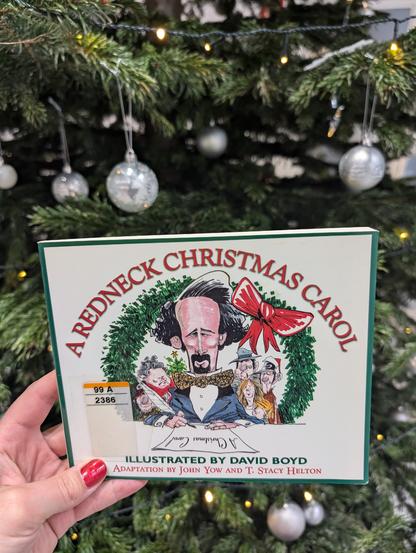 A REDNECK CHRISTMAS CAROL
99 A
2386
A Christmas Carol
ILLUSTRATED BY DAVID BOYD
ADAPTATION BY JOHN YOW AND T. STACY HELTON